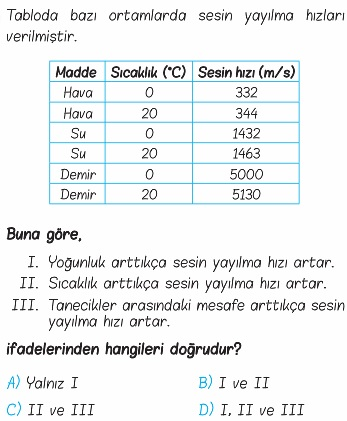 Tabloda bazı ortamlarda sesin yayılma hızları
verilmiştir.
Madde Sıcaklık (°C) Sesin hızı (m/s)
Hava 0 332
Hava 20 344
Su 0 1432
Su 20 1463
Demir 0 5000
Demir 20 5130
Buna göre,
I. Yoğunluk arttıkça sesin yayılma hızı artar.
II. Sıcaklık arttıkça sesin yayılma hızı artar.
III. Tanecikler arasındaki mesafe arttıkça sesin
yayılma hızı artar.
ifadelerinden hangileri doğrudur?
A) Yalnız I B) I ve II
C) II ve III D) I, II ve III